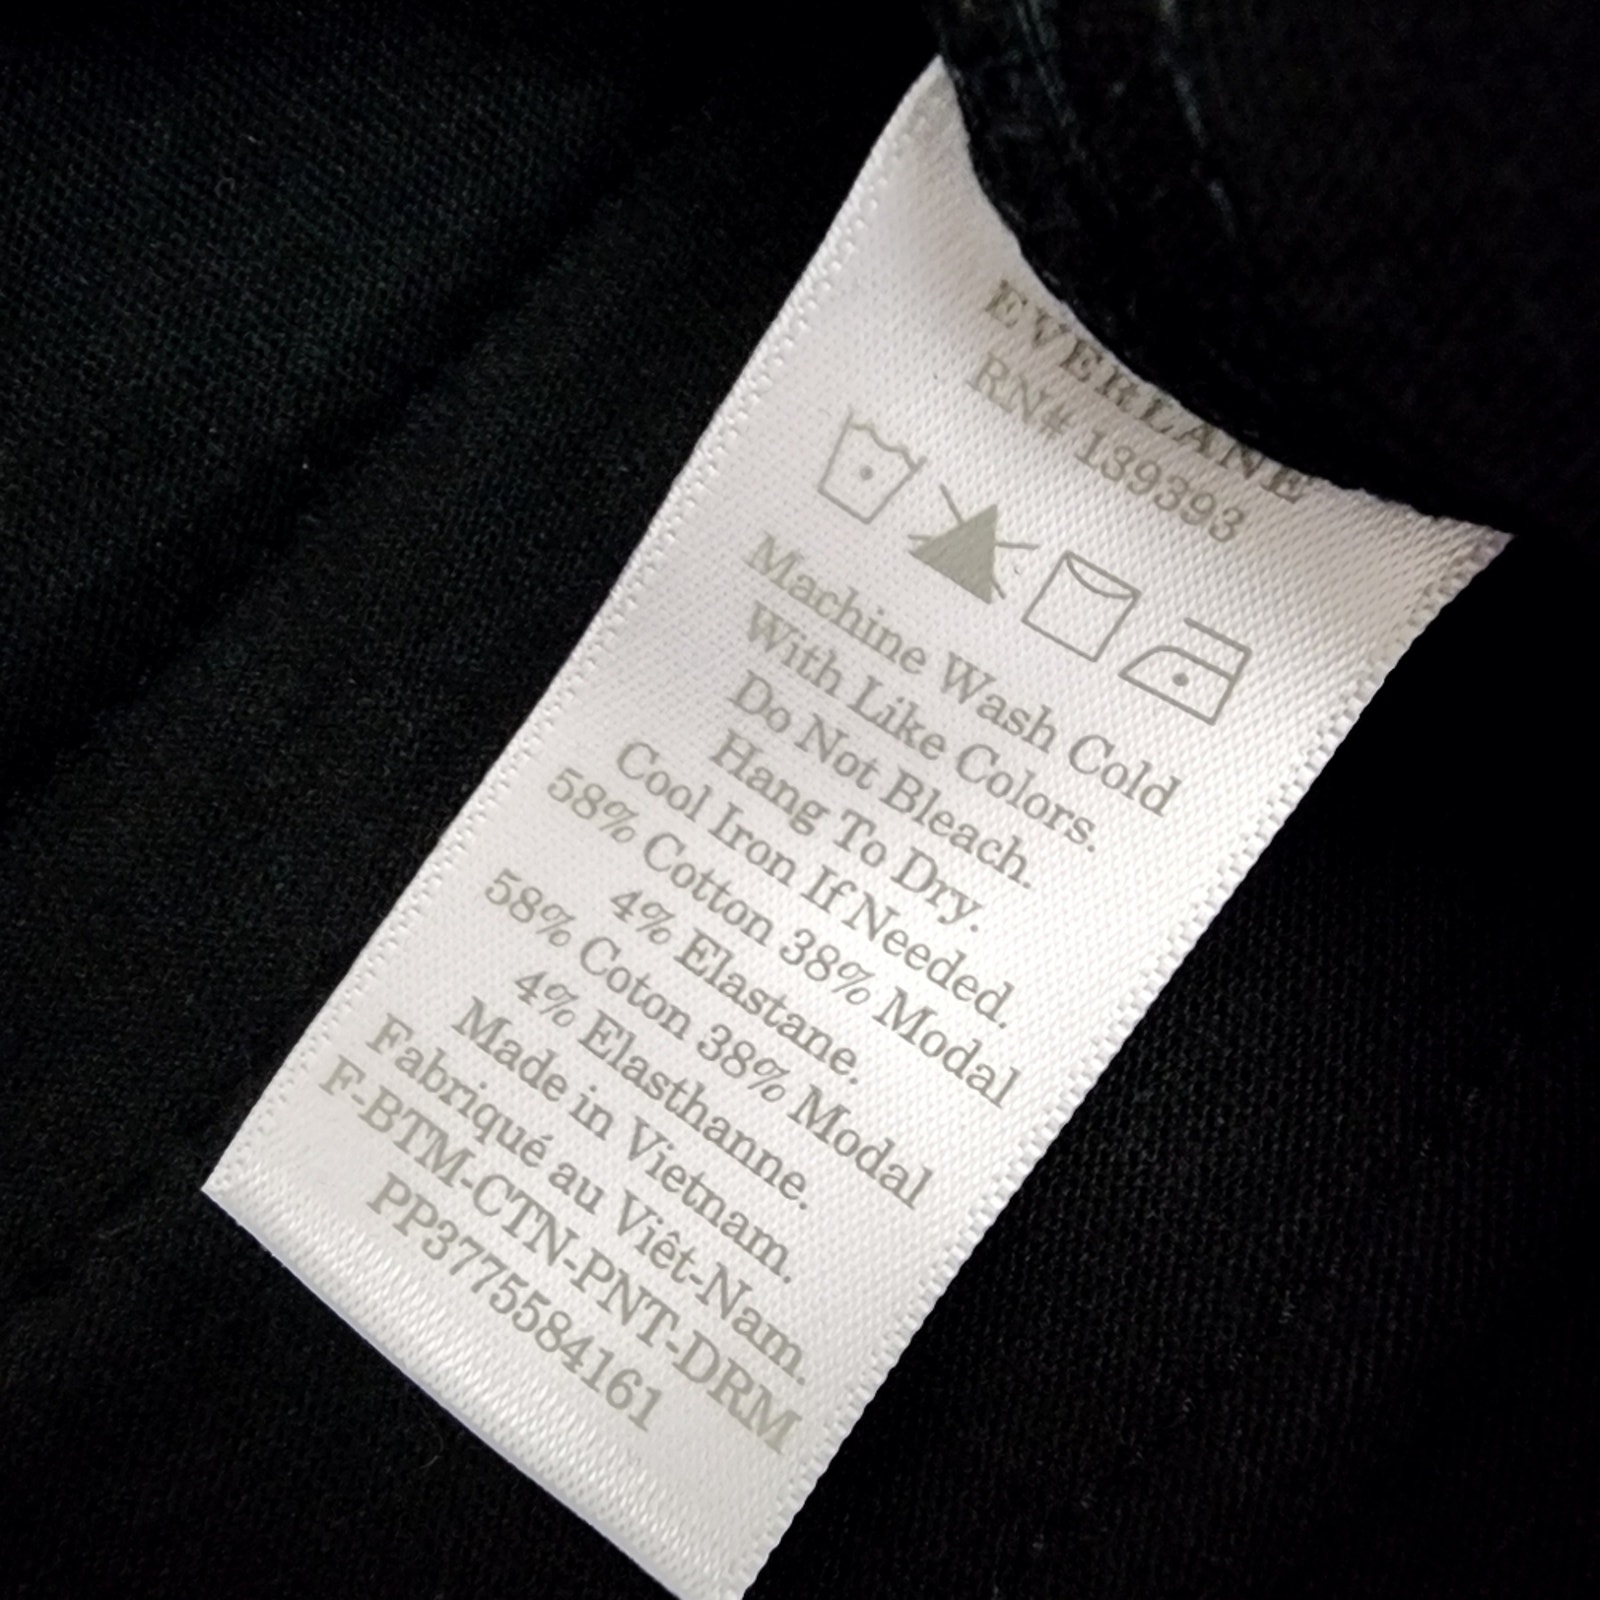 EVERLANE
RN# 139393
Machine Wash Cold
With Like Colors.
Do Not Bleach.
Hang To Dry.
Cool Iron If Needed.
58% Cotton 38% Modal
4% Elastane.
58% Coton 38% Modal
4% Elasthanne.
Made in Vietnam.
Fabriqué au Viêt-Nam.
F-BTM-CTN-PNT-DRM
PP3775584161